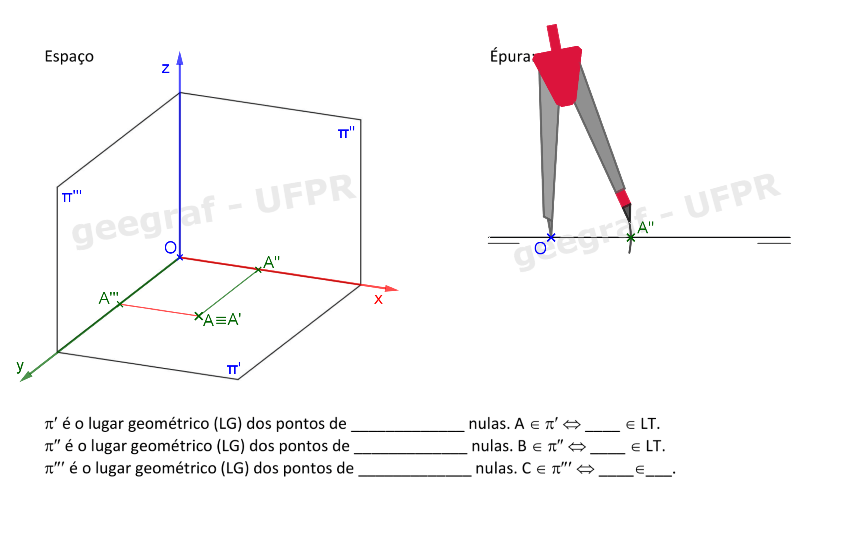 Espaço
Épura:
z
π''
π'''
geegraf - UFPR
geegraf - UFPR
O
A''
A''
O
A'''
x
A≡A'
y
π'
π′ é o lugar geométrico (LG) dos pontos de _____________ nulas. A ∈ π′ ⇔ ____ ∈ LT.
π″ é o lugar geométrico (LG) dos pontos de _____________ nulas. B ∈ π″ ⇔ ____ ∈ LT.
π″′ é o lugar geométrico (LG) dos pontos de _____________ nulas. C ∈ π″′ ⇔ ____∈___.